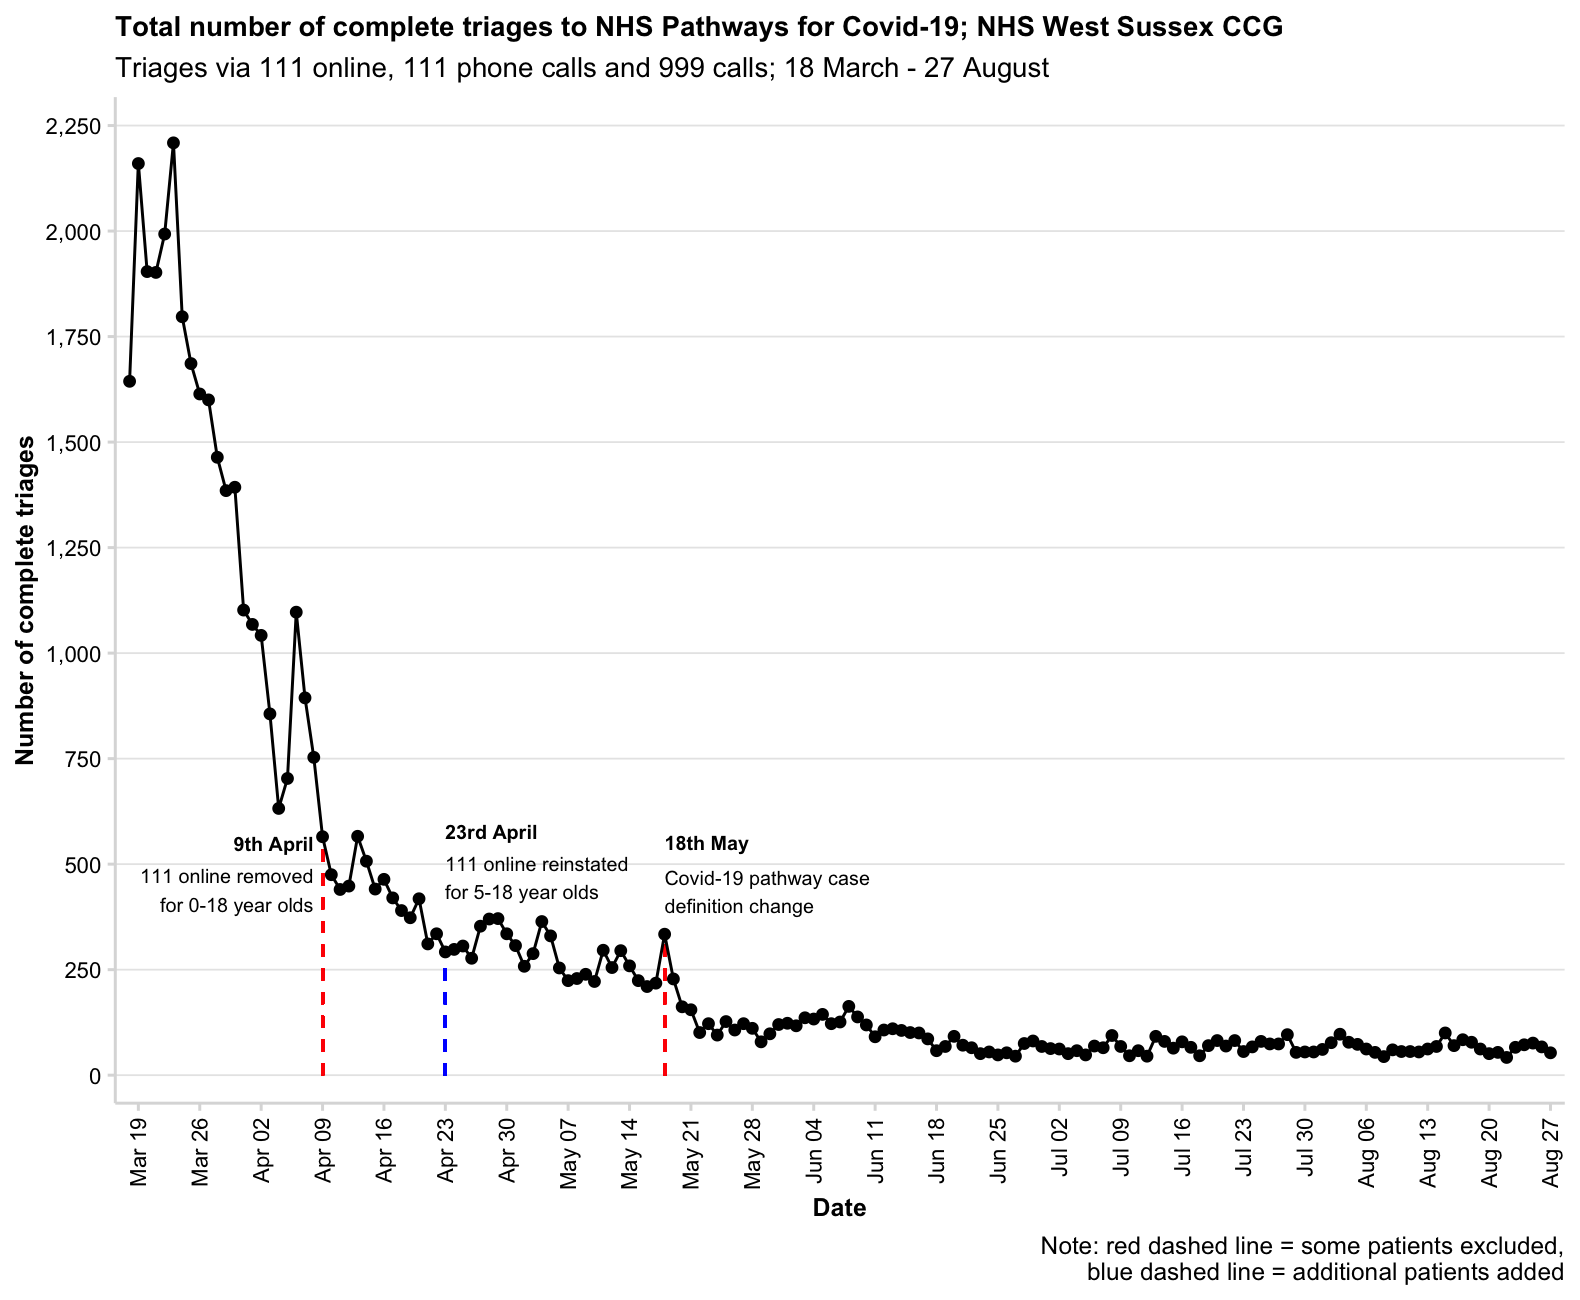 Total number of complete triages to NHS Pathways for Covid-19; NHS West Sussex CCG
Triages via 111 online, 111 phone calls and 999 calls; 18 March - 27 August
Number of complete triages
2,250
2,000
1,750
1,500
1,250
1,000
750
500
250
0
9th April
111 online removed
for 0-18 year olds
23rd April
111 online reinstated
for 5-18 year olds
18th May
Covid-19 pathway case
definition change
Mar 19
Mar 26
Apr 02
Apr 09
Apr 16
Apr 23
Apr 30
May 07
May 14
May 21
May 28
Jun 04
Jun 11
Jun 18
Jun 25
Jul 02
Jul 09
Jul 16
Jul 23
Jul 30
Aug 06
Aug 13
Aug 20
Aug 27
Date
Note: red dashed line = some patients excluded,
blue dashed line = additional patients added